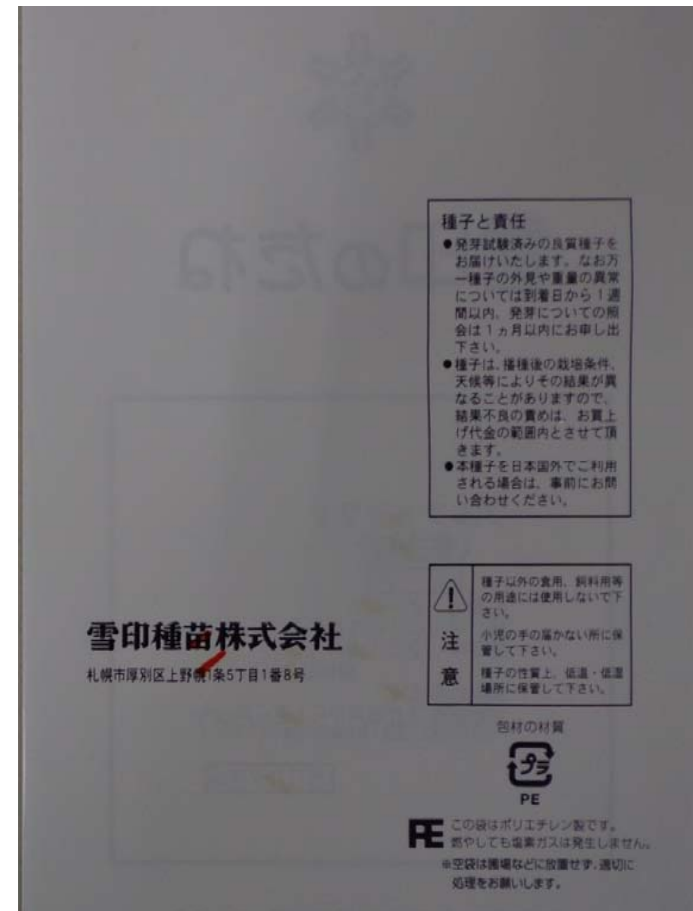 種子と責任
●発芽試験済みの良質種子を
お届けいたします。なお万
一種子の外見や重量の異常
については到着日から1週
間以内、発芽についての照
会は1ヵ月以内にお申し出
下さい。
●種子は、播種後の栽培条件、
天候等によりその結果が異
なることがありますので、
結果不良の責めは、お買上
げ代金の範囲内とさせて頂
きます。
●本種子を日本国外でご利用
される場合は、事前にお問
い合わせください。
雪印種苗株式会社
札幌市厚別区上野幌1条5丁目1番8号
注意
種子以外の食用、飼料用等
の用途には使用しないで下
さい。
小児の手の届かない所に保
管して下さい。
種子の性質上、低温・低湿
場所に保管して下さい。
包材の材質
プラ
PE
PE
この袋はポリエチレン製です。
燃やしても塩素ガスは発生しません。
※空袋は圃場などに放置せず、適切に
処理をお願いします。